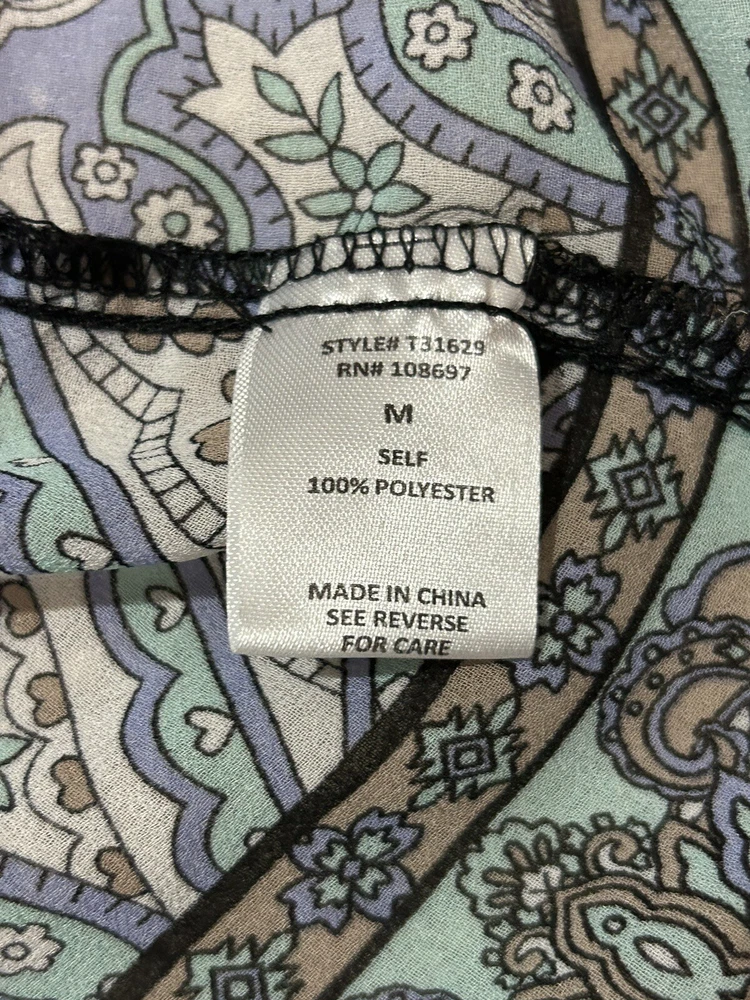 STYLE# T31629
RN# 108697
M
SELF
100% POLYESTER
MADE IN CHINA
SEE REVERSE
FOR CARE